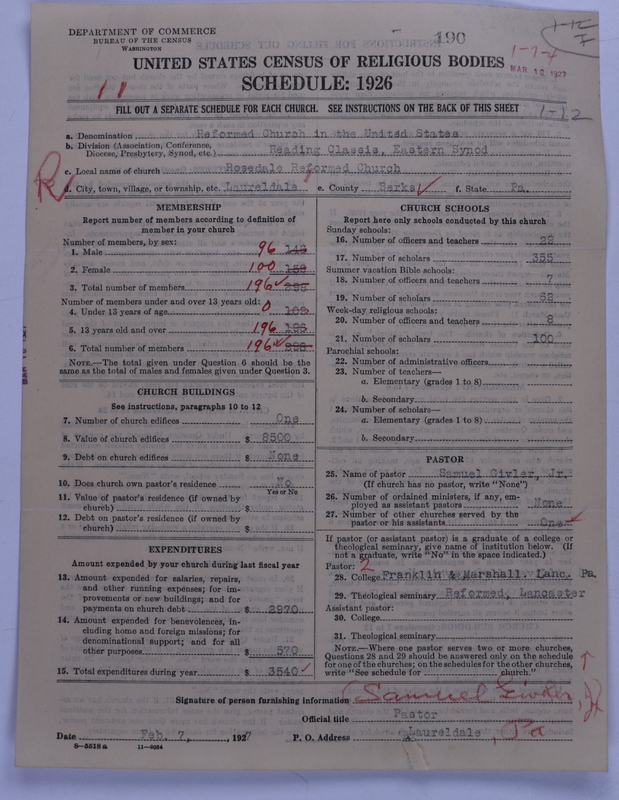 DEPARTMENT OF COMMERCE
BUREAU OF THE CENSUS
WASHINGTON
190
1-12
1-7-4
MAR 10 1927
UNITED STATES CENSUS OF RELIGIOUS BODIES
SCHEDULE: 1926
11
FILL OUT A SEPARATE SCHEDULE FOR EACH CHURCH. SEE INSTRUCTIONS ON THE BACK OF THIS SHEET
1-12
a. Denomination Reformed Church in the United States
b. Division (Association, Conference, Diocese, Presbytery, Synod, etc.) Reading Classis, Eastern Synod
c. Local name of church Rosedale Reformed Church
d. City, town, village, or township, etc. Laureldale e. County Berks f. State Pa.
MEMBERSHIP
Report number of members according to definition of
member in your church
Number of members, by sex:
1. Male 96
2. Female 100
3. Total number of members 196
Number of members under and over 13 years old:
4. Under 13 years of age 0
5. 13 years old and over 196
6. Total number of members 196
NOTE.—The total given under Question 6 should be the
same as the total of males and females given under Question 3.
CHURCH BUILDINGS
See instructions, paragraphs 10 to 12
7. Number of church edifices One
8. Value of church edifices $ 8500
9. Debt on church edifices $ None
10. Does church own pastor's residence? No
Yes or No
11. Value of pastor's residence (if owned by
church) $
12. Debt on pastor's residence (if owned by
church) $
EXPENDITURES
Amount expended by your church during last fiscal year
13. Amount expended for salaries, repairs,
and other running expenses; for im-
provements or new buildings; and for
payments on church debt $ 2970
14. Amount expended for benevolences, in-
cluding home and foreign missions; for
denominational support; and for all
other purposes $ 570
15. Total expenditures during year $ 3540
CHURCH SCHOOLS
Report here only schools conducted by this church
Sunday schools:
16. Number of officers and teachers
17. Number of scholars 355
Summer vacation Bible schools:
18. Number of officers and teachers 7
19. Number of scholars
Week-day religious schools:
20. Number of officers and teachers 8
21. Number of scholars 100
Parochial schools:
22. Number of administrative officers
23. Number of teachers—
a. Elementary (grades 1 to 8)
b. Secondary
24. Number of scholars—
a. Elementary (grades 1 to 8)
b. Secondary
PASTOR
25. Name of pastor Samuel Givler, Jr.
(If church has no pastor, write "None")
26. Number of ordained ministers, if any, em-
ployed as assistant pastors None
27. Number of other churches served by the
pastor or his assistants One
If pastor (or assistant pastor) is a graduate of a college or
theological seminary, give name of institution below. (If
not a graduate, write "No" in the space indicated.)
Pastor: 2
28. College Franklin & Marshall. Lanc. Pa.
29. Theological seminary Reformed, Lancaster
Assistant pastor:
30. College
31. Theological seminary
NOTE.—Where one pastor serves two or more churches,
Questions 28 and 29 should be answered only on the schedule
for one of the churches; on the schedules for the other churches,
write "See schedule for church."
Signature of person furnishing information Samuel Givler, Jr
Official title Pastor
Date Feb. 7, 1927 P. O. Address Laureldale, Pa
8-5518a 11-9054